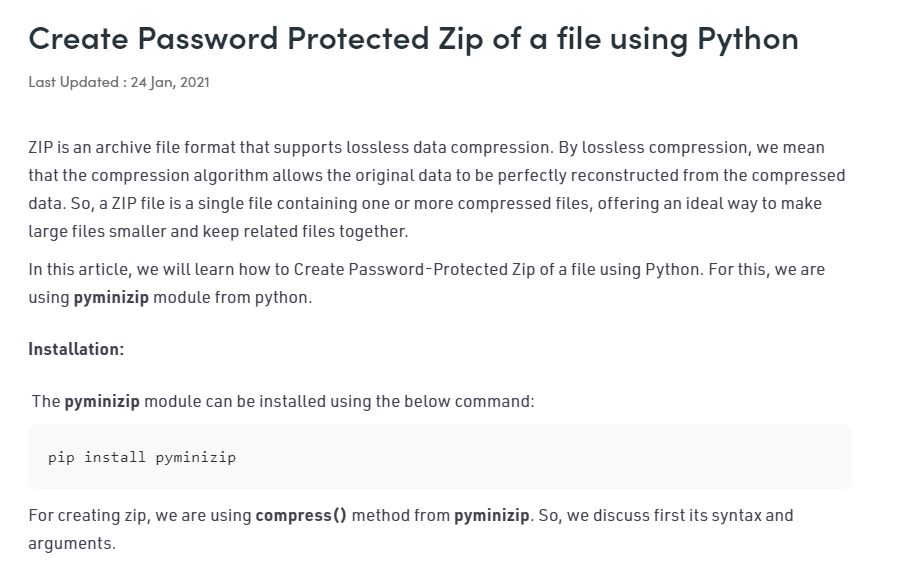 Create Password Protected Zip of a file using Python
Last Updated : 24 Jan, 2021
ZIP is an archive file format that supports lossless data compression. By lossless compression, we mean
that the compression algorithm allows the original data to be perfectly reconstructed from the compressed
data. So, a ZIP file is a single file containing one or more compressed files, offering an ideal way to make
large files smaller and keep related files together.
In this article, we will learn how to Create Password-Protected Zip of a file using Python. For this, we are
using pyminizip module from python.
Installation:
The pyminizip module can be installed using the below command:
pip install pyminizip
For creating zip, we are using compress() method from pyminizip. So, we discuss first its syntax and
arguments.